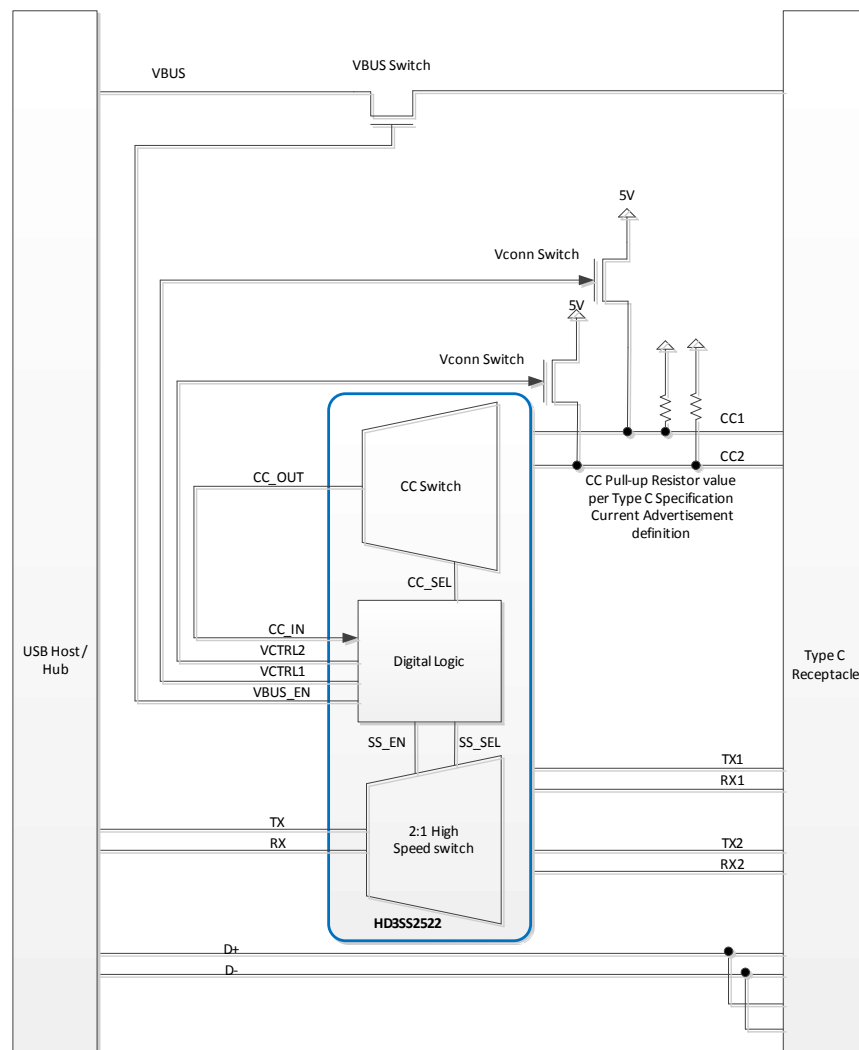 VBUS
VBUS Switch
5V
Vconn Switch
5V
Vconn Switch
CC1
CC2
CC_OUT
CC Switch
CC Pull-up Resistor value
per Type C Specification
Current Advertisement
definition
CC_SEL
CC_IN
VCTRL2
VCTRL1
VBUS_EN
Digital Logic
USB Host/
Hub
Type C
Receptacle
SS_EN
SS_SEL
TX1
RX1
TX
RX
2:1 High
Speed switch
TX2
RX2
HD3SS2522
D+
D-